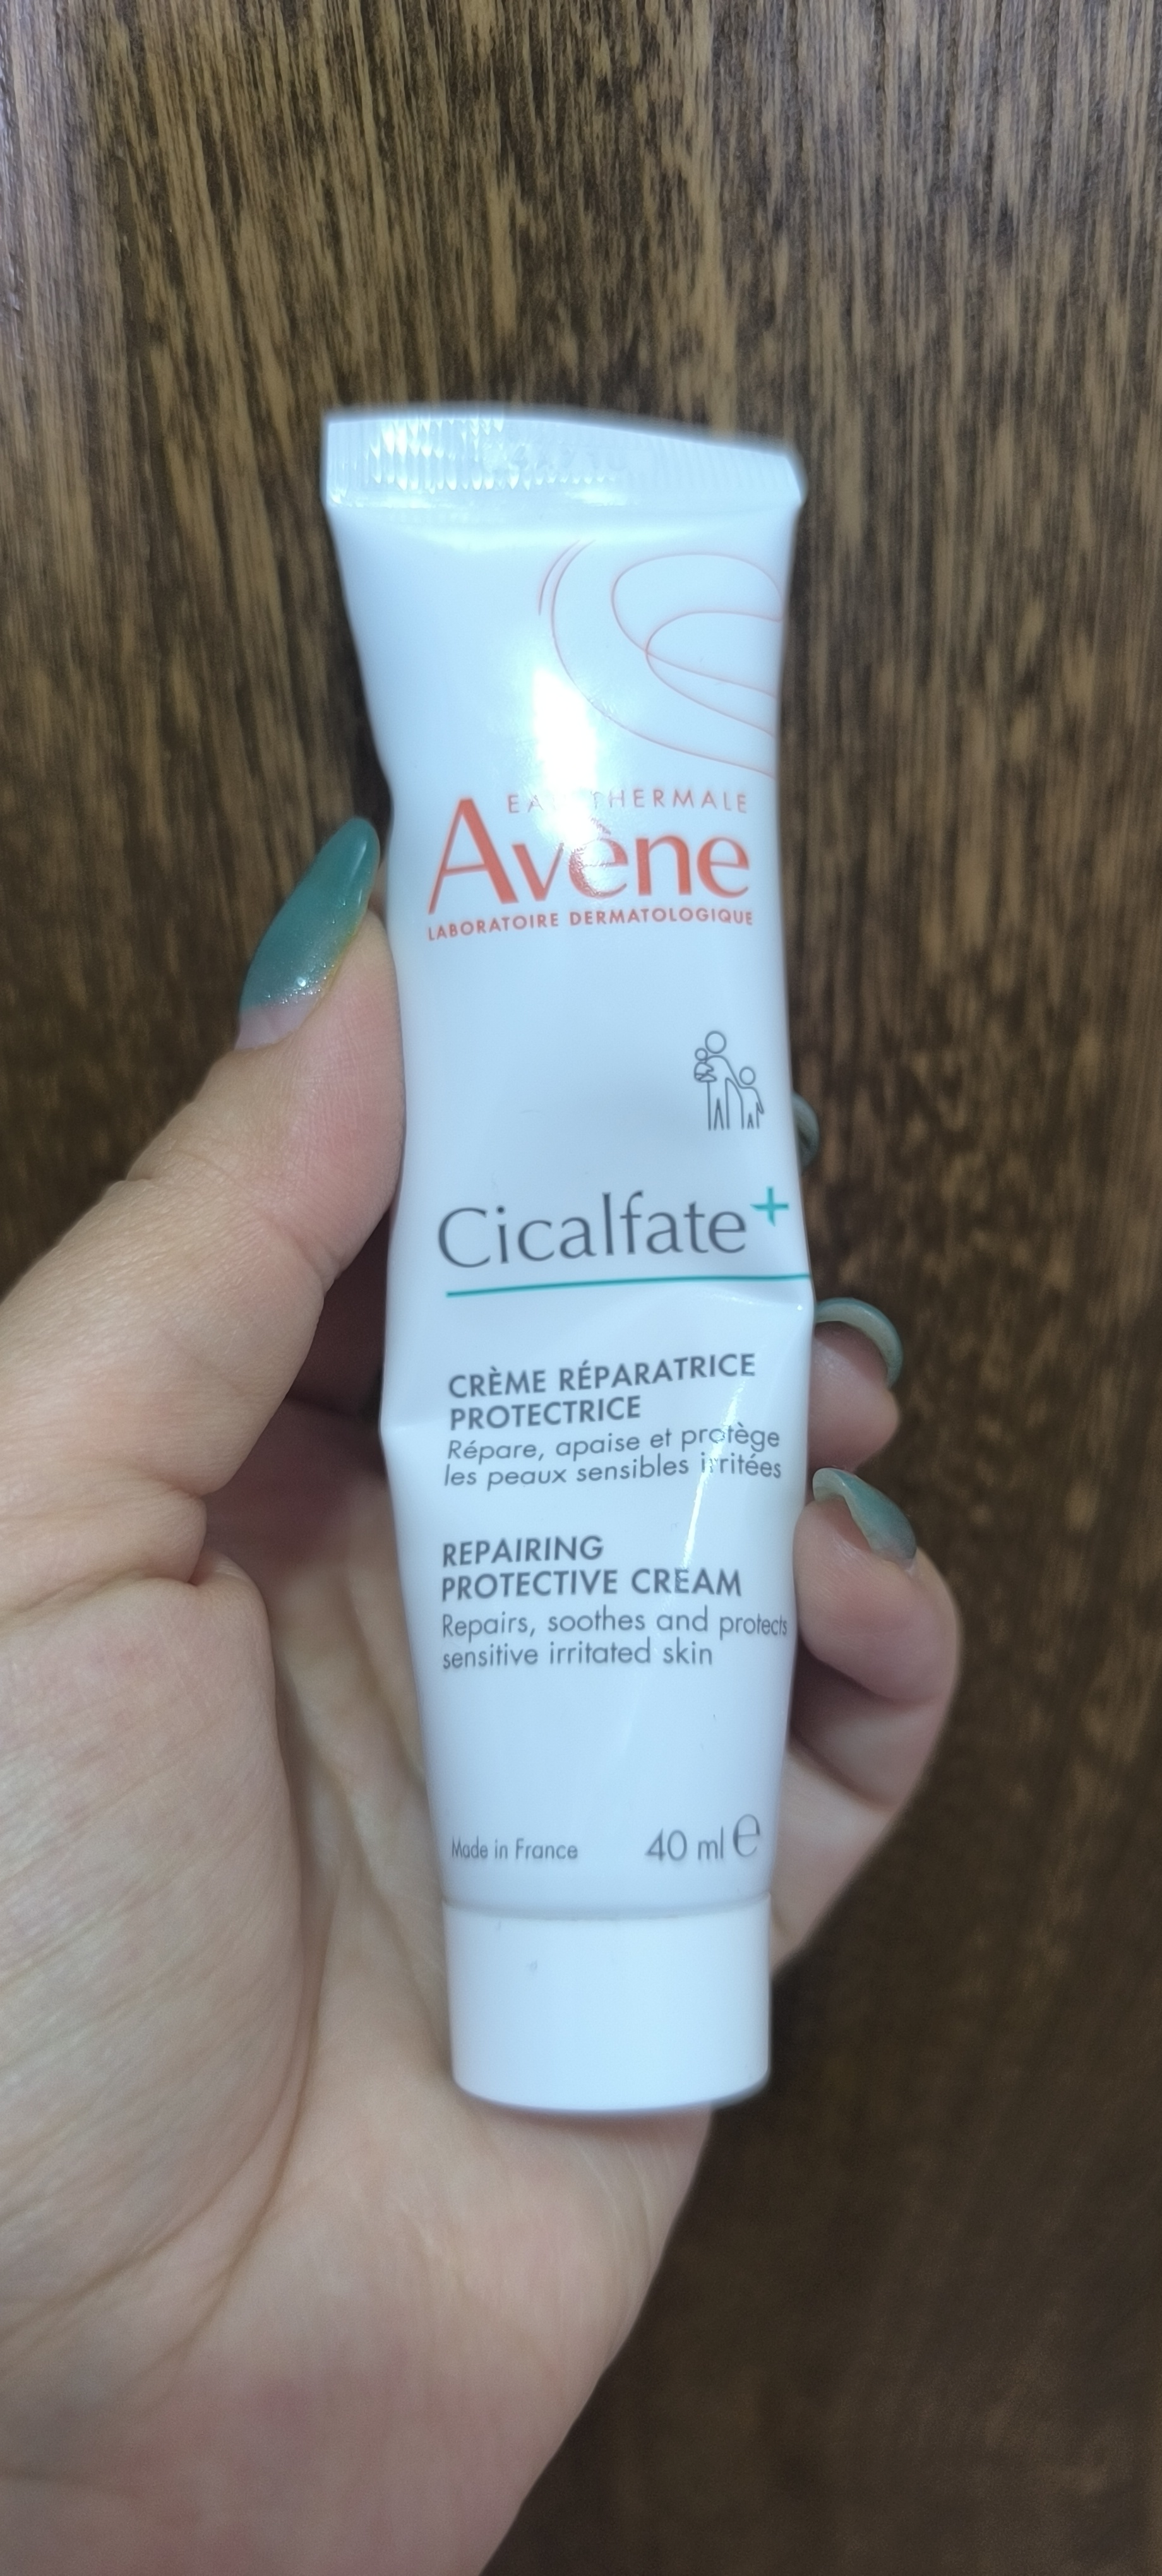 EAU THERMALE
Avène
LABORATOIRE DERMATOLOGIQUE
Cicalfate+
CRÈME RÉPARATRICE
PROTECTRICE
Répare, apaise et protège
les peaux sensibles irritées
REPAIRING
PROTECTIVE CREAM
Repairs, soothes and protects
sensitive irritated skin
Made in France 40 ml ℮